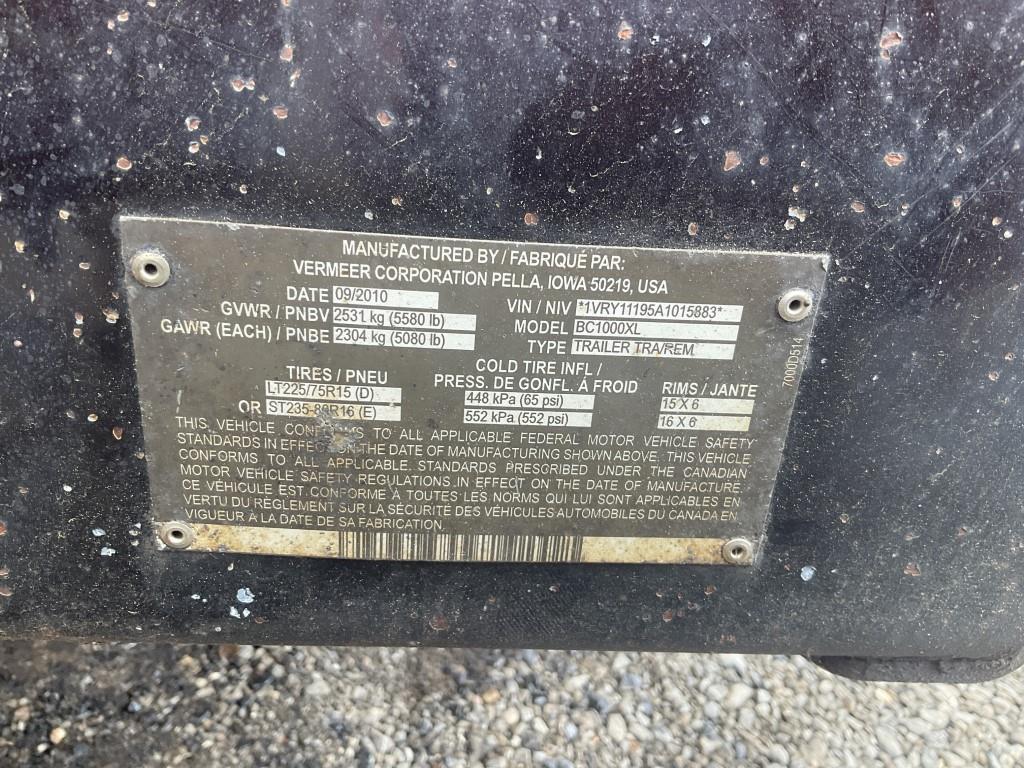 MANUFACTURED BY / FABRIQUÉ PAR:
VERMEER CORPORATION PELLA, IOWA 50219, USA
DATE 09/2010
VIN / NIV *1VRY11195A1015883*
GVWR / PNBV 2531 kg (5580 lb)
MODEL BC1000XL
GAWR (EACH) / PNBE 2304 kg (5080 lb)
TYPE TRAILER TRA/REM
TIRES / PNEU
COLD TIRE INFL /
PRESS. DE GONFL. À FROID
RIMS / JANTE
LT225/75R15 (D)
448 kPa (65 psi)
15 X 6
OR ST235-80R16 (E)
552 kPa (552 psi)
16 X 6
THIS VEHICLE CONFORMS TO ALL APPLICABLE FEDERAL MOTOR VEHICLE SAFETY
STANDARDS IN EFFECT ON THE DATE OF MANUFACTURING SHOWN ABOVE. THIS VEHICLE
CONFORMS TO ALL APPLICABLE. STANDARDS PRESCRIBED UNDER THE CANADIAN
MOTOR VEHICLE SAFETY REGULATIONS IN EFFECT ON THE DATE OF MANUFACTURE.
CE VÉHICULE EST CONFORME À TOUTES LES NORMS QUI LUI SONT APPLICABLES EN
VERTU DU RÈGLEMENT SUR LA SÉCURITÉ DES VÉHICULES AUTOMOBILES DU CANADA EN
VIGUEUR À LA DATE DE SA FABRICATION.
7000D514